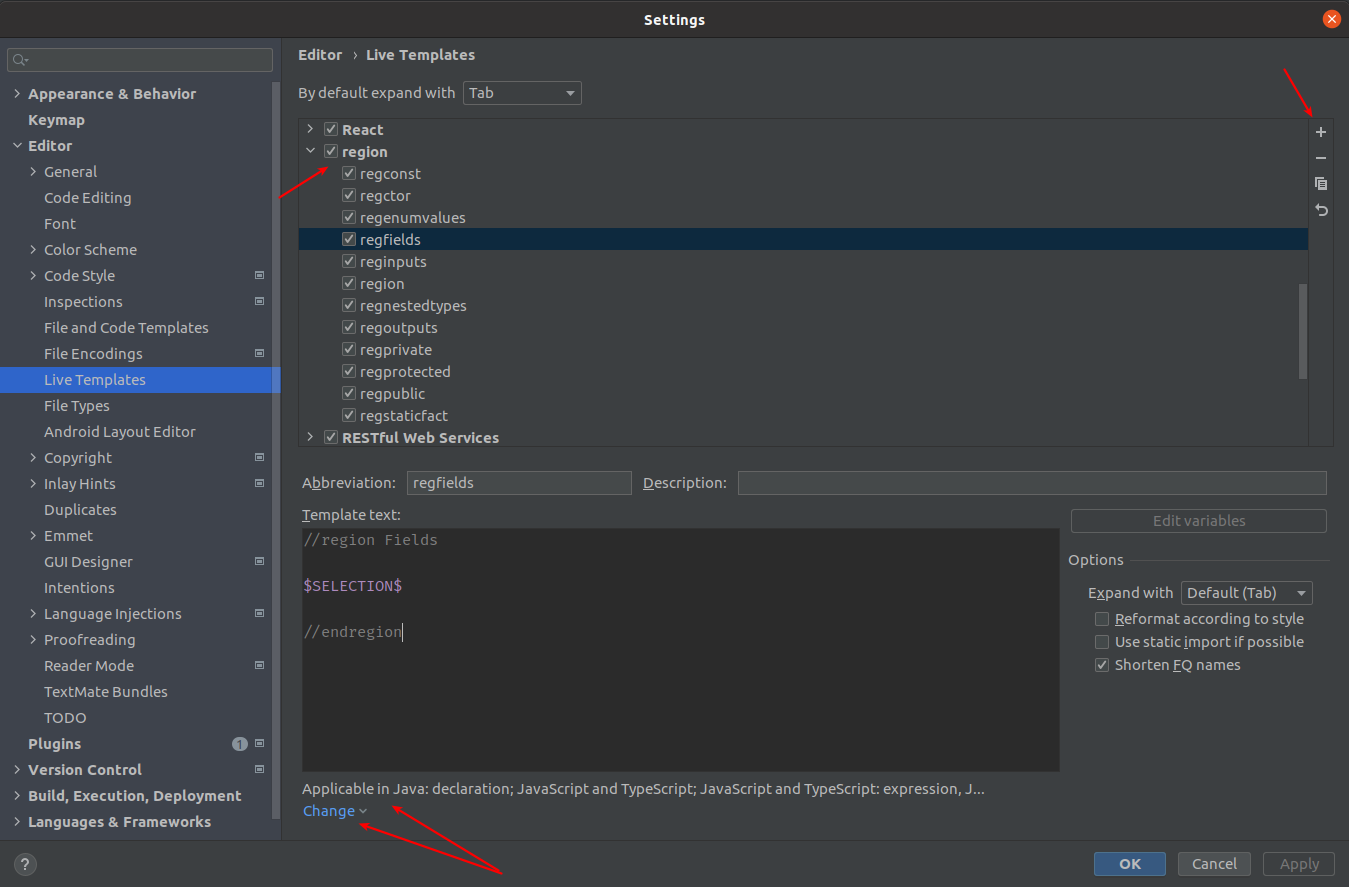 Settings
Appearance & Behavior
Keymap
Editor
General
Code Editing
Font
Color Scheme
Code Style
Inspections
File and Code Templates
File Encodings
Live Templates
File Types
Android Layout Editor
Copyright
Inlay Hints
Duplicates
Emmet
GUI Designer
Intentions
Language Injections
Proofreading
Reader Mode
TextMate Bundles
TODO
Plugins 1
Version Control
Build, Execution, Deployment
Languages & Frameworks
Editor › Live Templates
By default expand with Tab
React
region
regconst
regctor
regenumvalues
regfields
reginputs
region
regnestedtypes
regoutputs
regprivate
regprotected
regpublic
regstaticfact
RESTful Web Services
Abbreviation: regfields Description:
Template text:
//region Fields
$SELECTION$
//endregion
Edit variables
Options
Expand with Default (Tab)
Reformat according to style
Use static import if possible
Shorten FQ names
Applicable in Java: declaration; JavaScript and TypeScript; JavaScript and TypeScript: expression, J...
Change
?
OK Cancel Apply